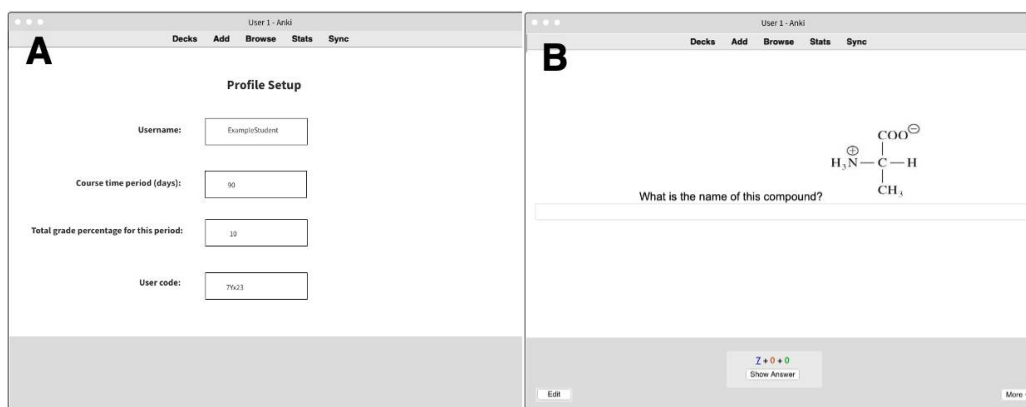 User 1 - Anki
Decks Add Browse Stats Sync
A
Profile Setup
Username: ExampleStudent
Course time period (days): 90
Total grade percentage for this period: 10
User code: 7Yx23
User 1 - Anki
Decks Add Browse Stats Sync
B
COO⊖
⊕
H₃N—C—H
CH₃
What is the name of this compound?
7 + 0 + 0
Show Answer
Edit More